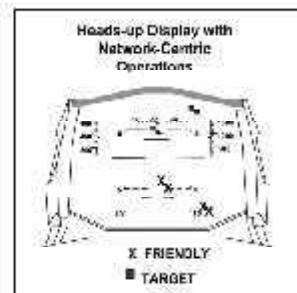 Heads-up Display with
Network-Centric
Operations
X FRIENDLY
TARGET